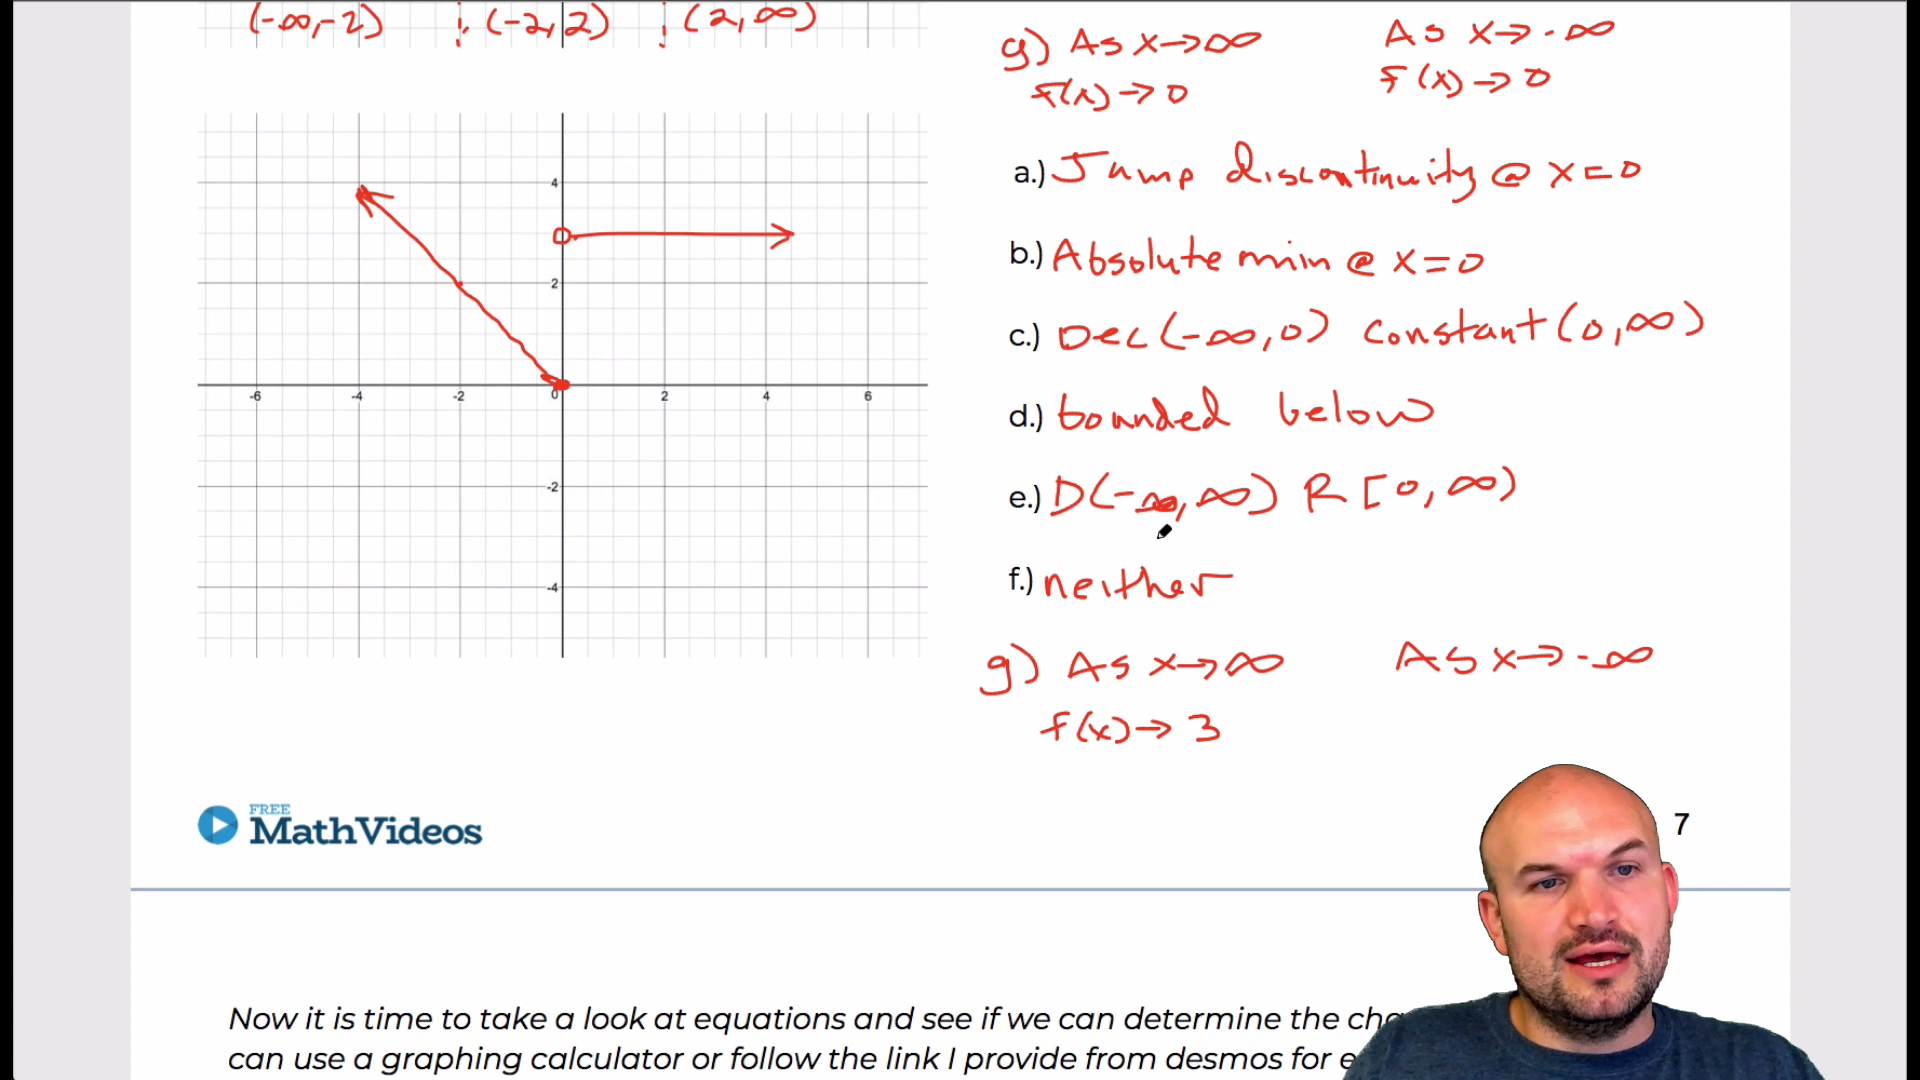 (-∞,-2) (-2,2) (2,∞)
g) As x→∞ As x→-∞
f(x)→0 f(x)→0
a.) Jump discontinuity @ x=0
b.) Absolute min @ x=0
c.) Dec (-∞,0) constant (0,∞)
d.) bounded below
e.) D(-∞,∞) R[0,∞)
f.) neither
g) As x→∞ As x→-∞
f(x)→3
4
2
-6 -4 -2 0 2 4 6
-2
-4
FREE
MathVideos
7
Now it is time to take a look at equations and see if we can determine the cha
can use a graphing calculator or follow the link I provide from desmos for e